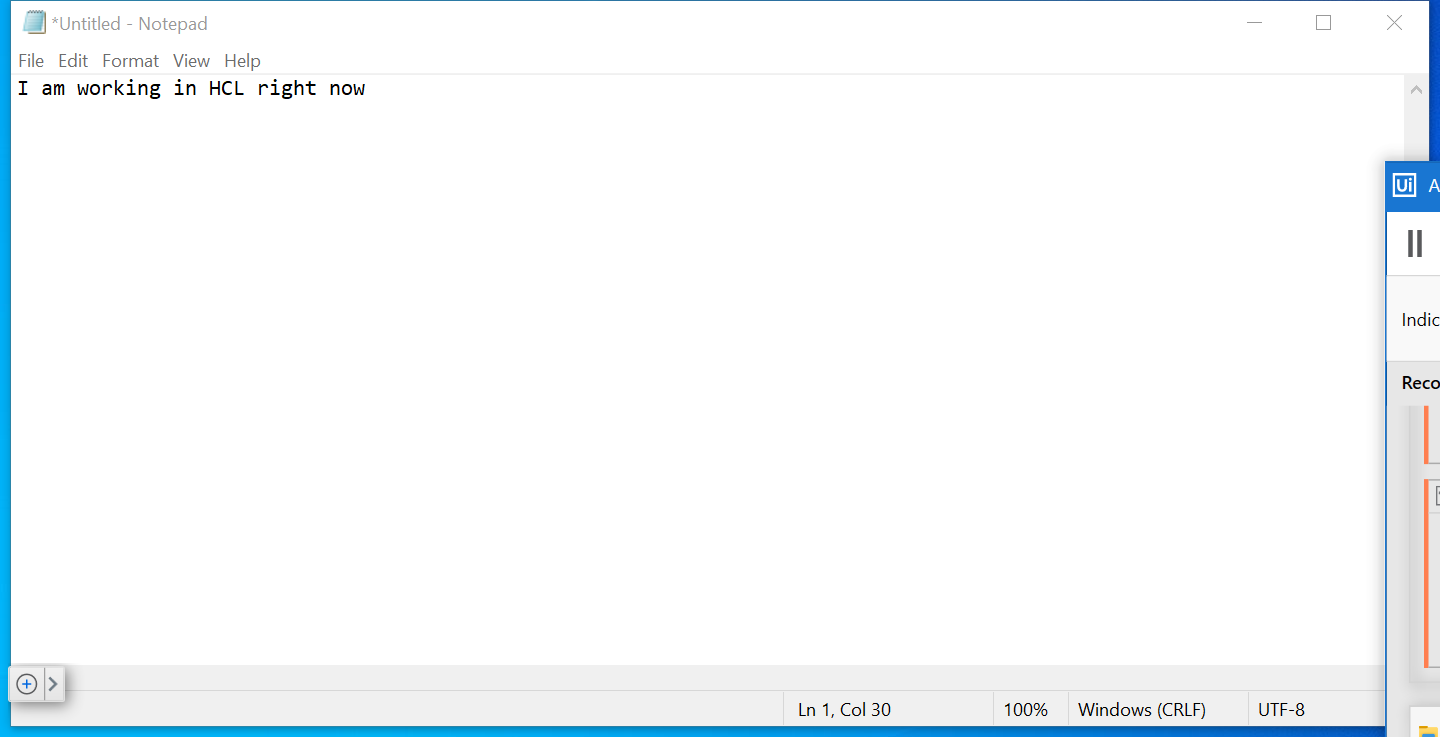 *Untitled - Notepad
File Edit Format View Help
I am working in HCL right now
Ui A
Indic
Reco
Ln 1, Col 30 100% Windows (CRLF) UTF-8